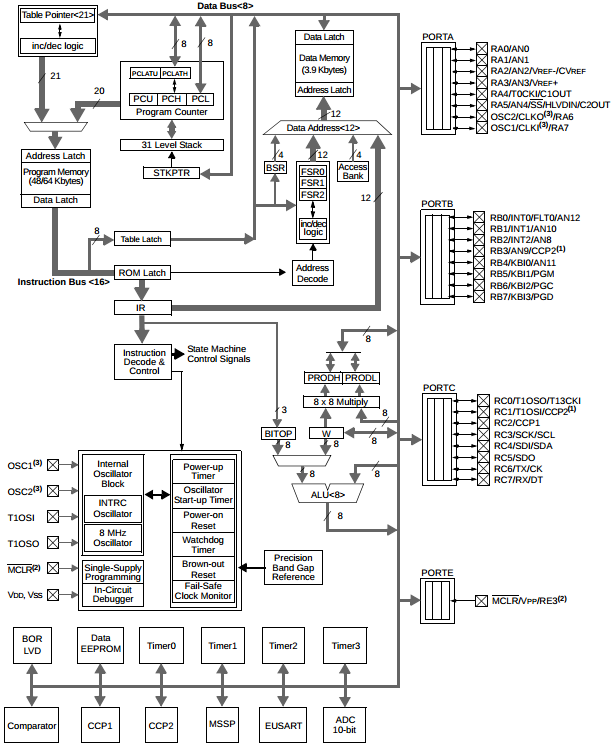 Data Bus<8>
Table Pointer<21>
inc/dec logic
21
20
8
8
PCLATU PCLATH
PCU PCH PCL
Program Counter
31 Level Stack
STKPTR
Data Latch
Data Memory
(3.9 Kbytes)
Address Latch
12
Data Address<12>
4
12
4
BSR
FSR0
FSR1
FSR2
inc/dec
logic
Access
Bank
12
Address
Decode
Address Latch
Program Memory
(48/64 Kbytes)
Data Latch
8
Table Latch
ROM Latch
Instruction Bus <16>
IR
Instruction
Decode &
Control
State Machine
Control Signals
8
PRODH PRODL
8 x 8 Multiply
3
8
BITOP
W
8
8
8
8
ALU<8>
8
OSC1(3)
OSC2(3)
T1OSI
T1OSO
MCLR(2)
VDD, VSS
Internal
Oscillator
Block
INTRC
Oscillator
8 MHz
Oscillator
Single-Supply
Programming
In-Circuit
Debugger
Power-up
Timer
Oscillator
Start-up Timer
Power-on
Reset
Watchdog
Timer
Brown-out
Reset
Fail-Safe
Clock Monitor
Precision
Band Gap
Reference
PORTA
RA0/AN0
RA1/AN1
RA2/AN2/VREF-/CVREF
RA3/AN3/VREF+
RA4/T0CKI/C1OUT
RA5/AN4/SS/HLVDIN/C2OUT
OSC2/CLKO(3)/RA6
OSC1/CLKI(3)/RA7
PORTB
RB0/INT0/FLT0/AN12
RB1/INT1/AN10
RB2/INT2/AN8
RB3/AN9/CCP2(1)
RB4/KBI0/AN11
RB5/KBI1/PGM
RB6/KBI2/PGC
RB7/KBI3/PGD
PORTC
RC0/T1OSO/T13CKI
RC1/T1OSI/CCP2(1)
RC2/CCP1
RC3/SCK/SCL
RC4/SDI/SDA
RC5/SDO
RC6/TX/CK
RC7/RX/DT
PORTE
MCLR/VPP/RE3(2)
BOR
LVD
Data
EEPROM
Timer0
Timer1
Timer2
Timer3
Comparator
CCP1
CCP2
MSSP
EUSART
ADC
10-bit